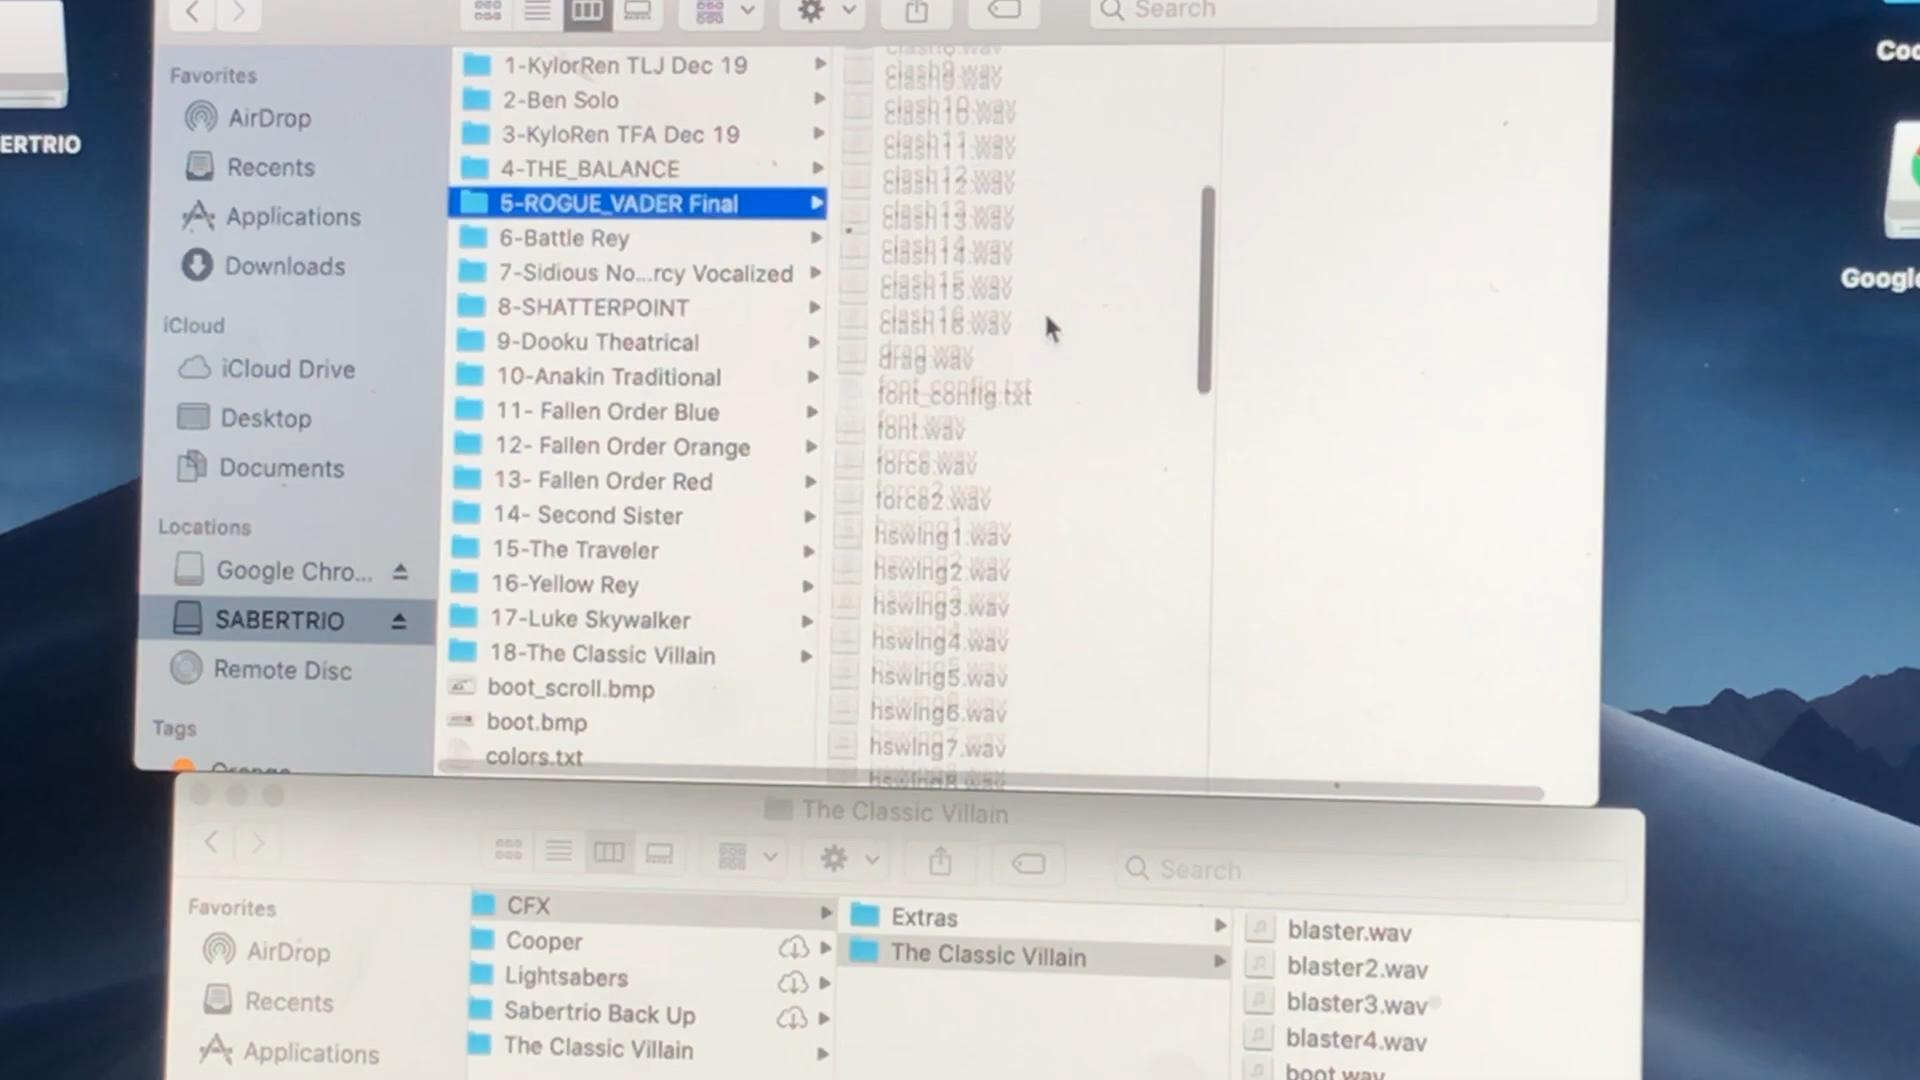 Search
Favorites
AirDrop
Recents
Applications
Downloads
iCloud
iCloud Drive
Desktop
Documents
Locations
Google Chro...
SABERTRIO
Remote Disc
Tags
Orange
1-KylorRen TLJ Dec 19
2-Ben Solo
3-KyloRen TFA Dec 19
4-THE_BALANCE
5-ROGUE_VADER Final
6-Battle Rey
7-Sidious No...rcy Vocalized
8-SHATTERPOINT
9-Dooku Theatrical
10-Anakin Traditional
11- Fallen Order Blue
12- Fallen Order Orange
13- Fallen Order Red
14- Second Sister
15-The Traveler
16-Yellow Rey
17-Luke Skywalker
18-The Classic Villain
boot_scroll.bmp
boot.bmp
colors.txt
clash9.wav
clash10.wav
clash11.wav
clash12.wav
clash13.wav
clash14.wav
clash15.wav
clash16.wav
drag.wav
font_config.txt
font.wav
force.wav
force2.wav
hswing1.wav
hswing2.wav
hswing3.wav
hswing4.wav
hswing5.wav
hswing6.wav
hswing7.wav
hswing8.wav
ERTRIO
Coo
Google
The Classic Villain
Search
Favorites
AirDrop
Recents
Applications
CFX
Cooper
Lightsabers
Sabertrio Back Up
The Classic Villain
Extras
The Classic Villain
blaster.wav
blaster2.wav
blaster3.wav
blaster4.wav
boot.wav